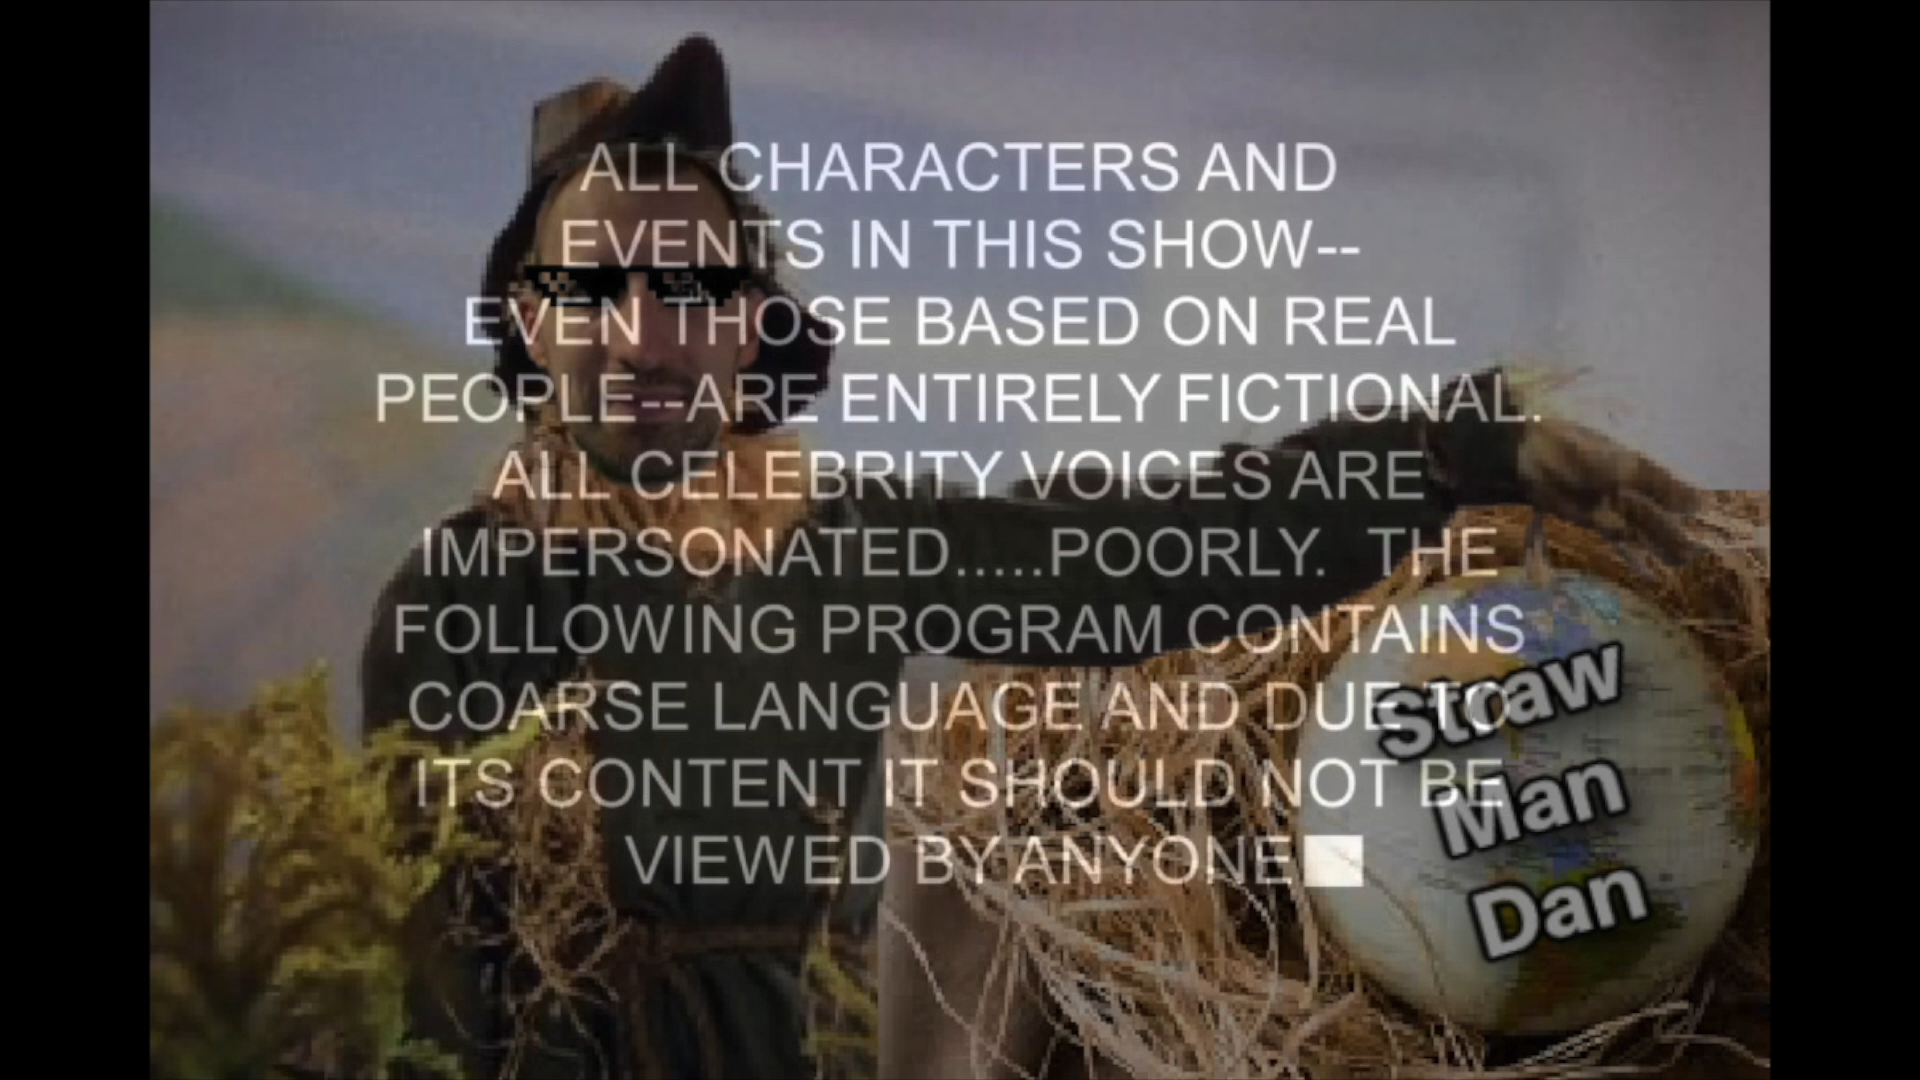 ALL CHARACTERS AND
EVENTS IN THIS SHOW--
EVEN THOSE BASED ON REAL
PEOPLE--ARE ENTIRELY FICTIONAL.
ALL CELEBRITY VOICES ARE
IMPERSONATED.....POORLY. THE
FOLLOWING PROGRAM CONTAINS
COARSE LANGUAGE AND DUE TO
ITS CONTENT IT SHOULD NOT BE
VIEWED BY ANYONE
Straw
Man
Dan